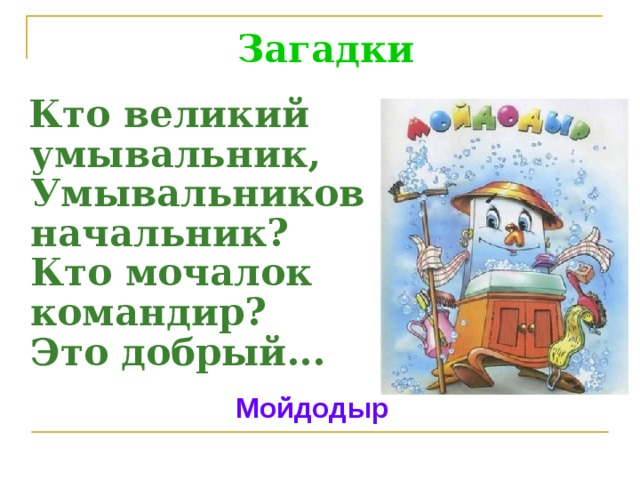 Загадки
Кто великий
умывальник,
Умывальников
начальник?
Кто мочалок
командир?
Это добрый...
МОЙДОДЫР
Мойдодыр